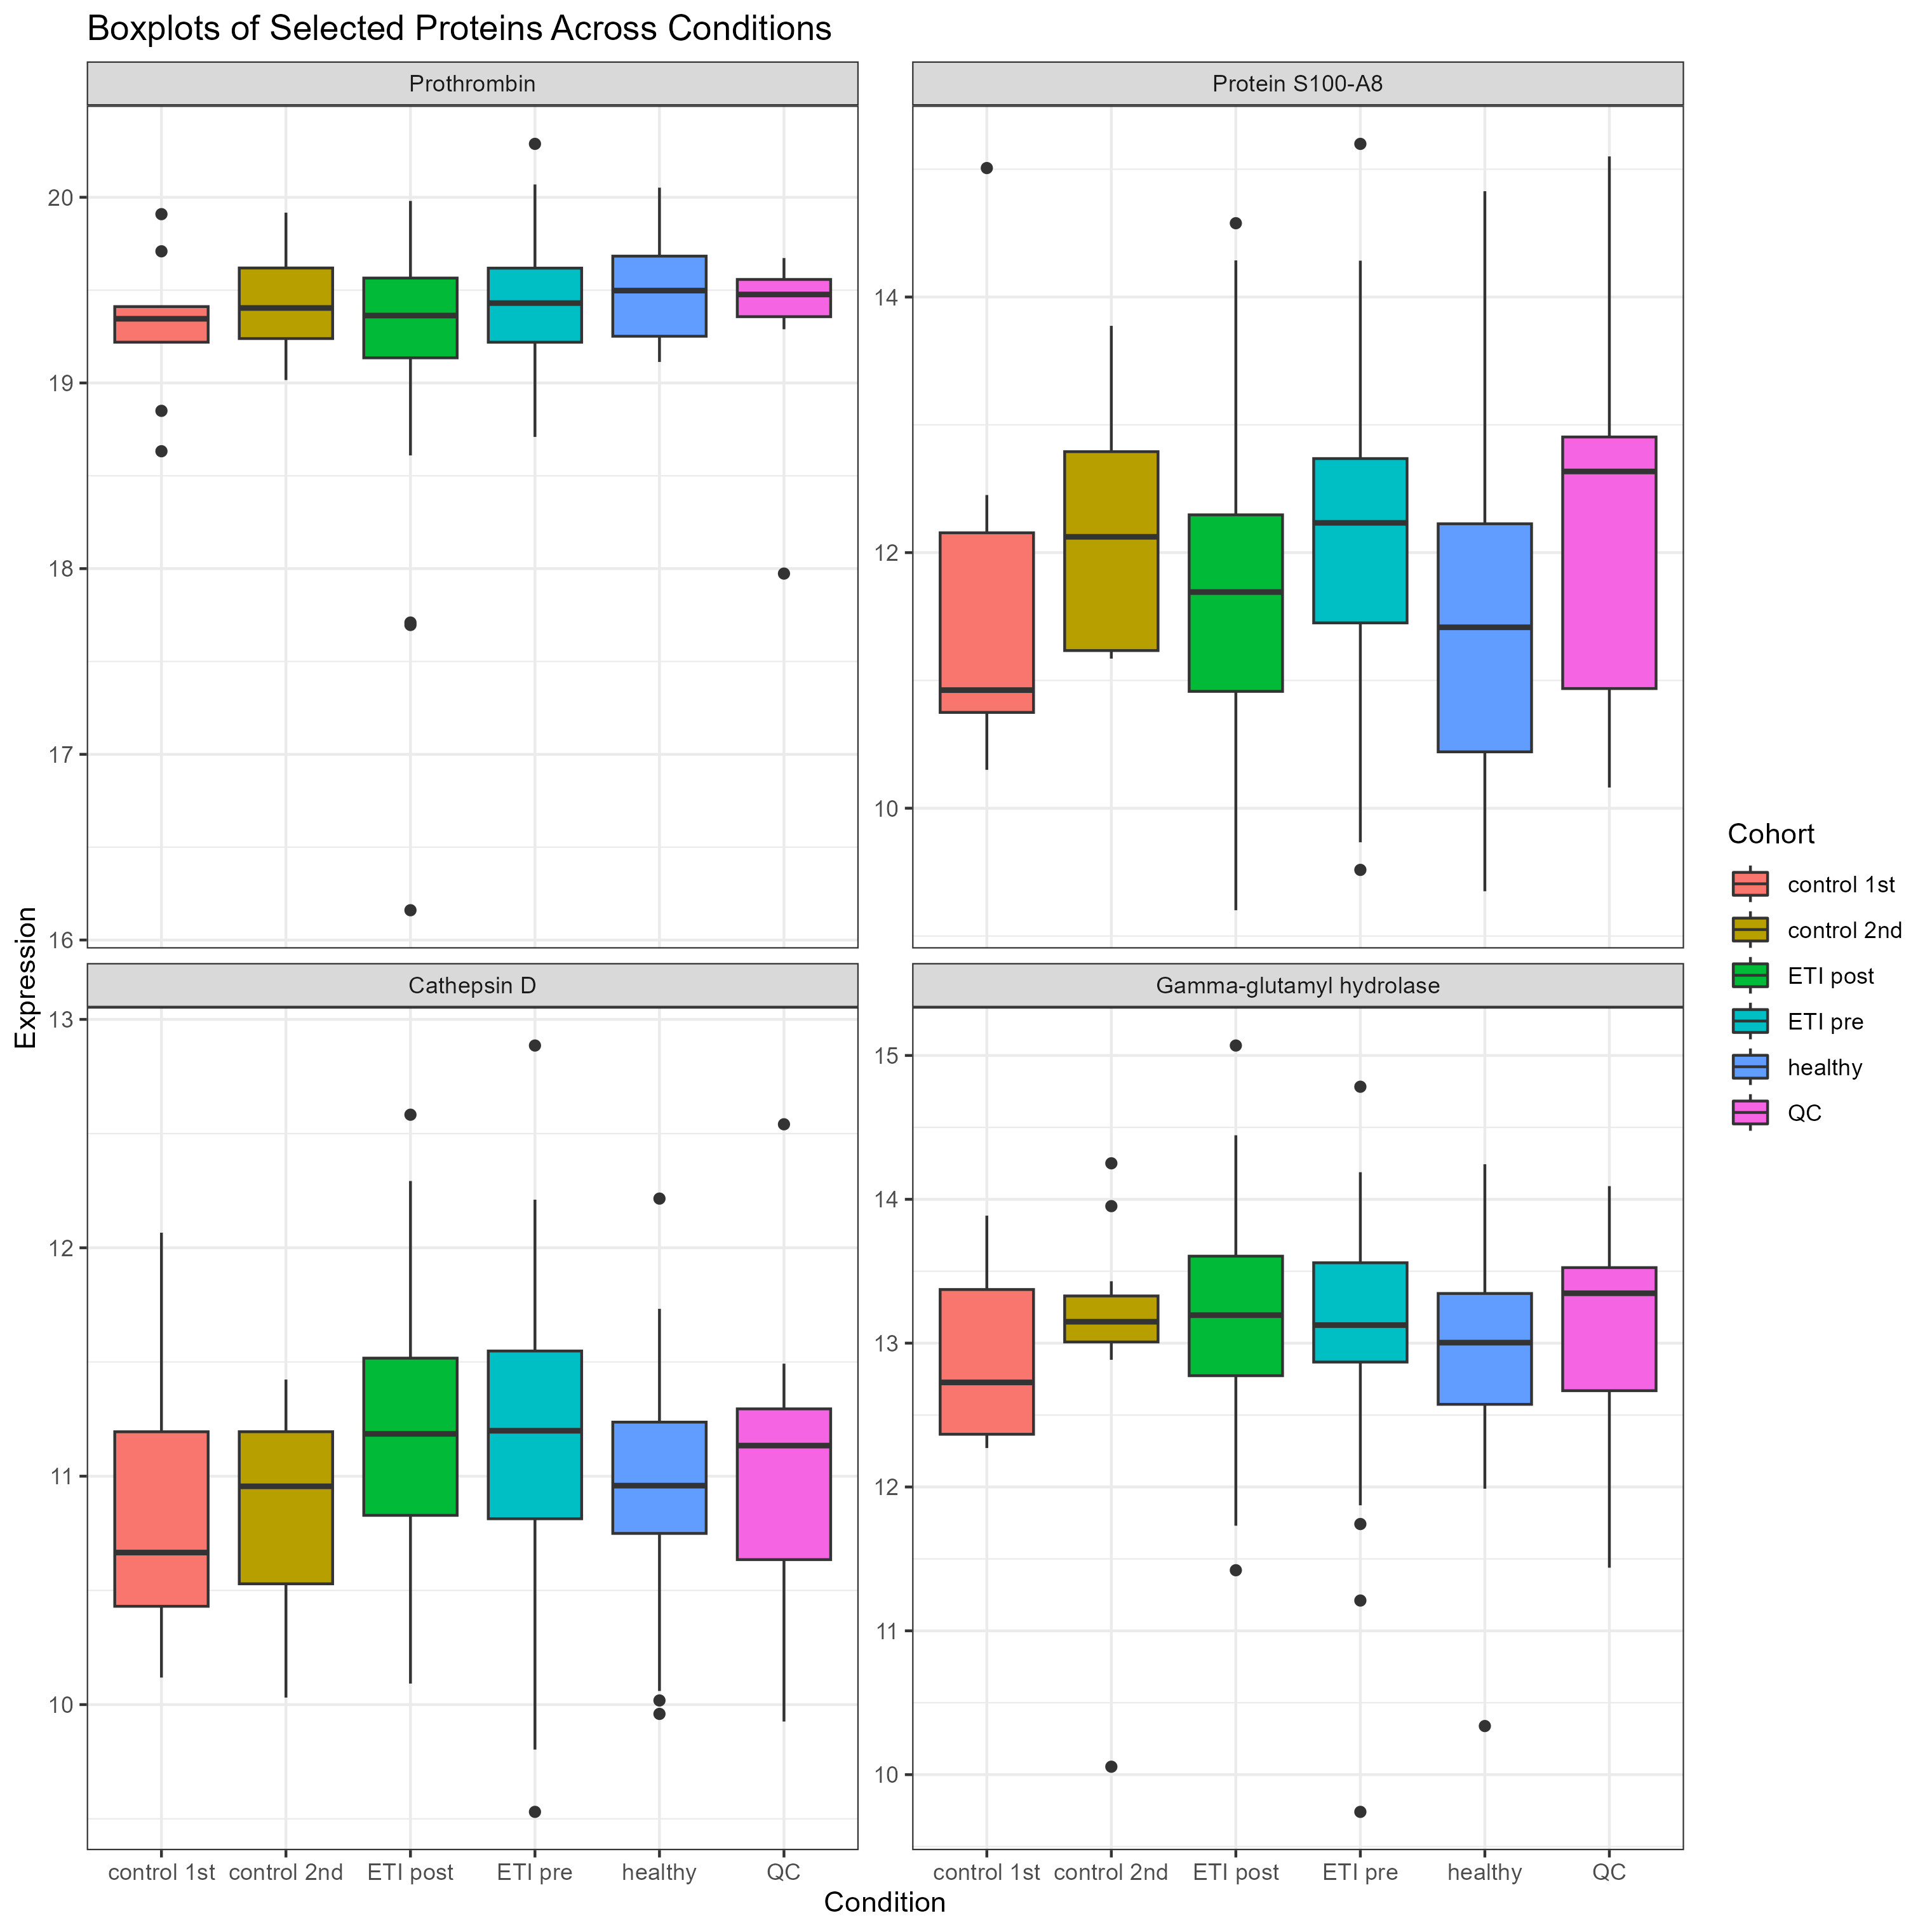 Boxplots of Selected Proteins Across Conditions
Prothrombin
20
19
18
17
16
Protein S100-A8
14
12
10
Cathepsin D
13
12
11
10
Gamma-glutamyl hydrolase
15
14
13
12
11
10
control 1st control 2nd ETI post ETI pre healthy QC
control 1st control 2nd ETI post ETI pre healthy QC
Condition
Expression
Cohort
control 1st
control 2nd
ETI post
ETI pre
healthy
QC